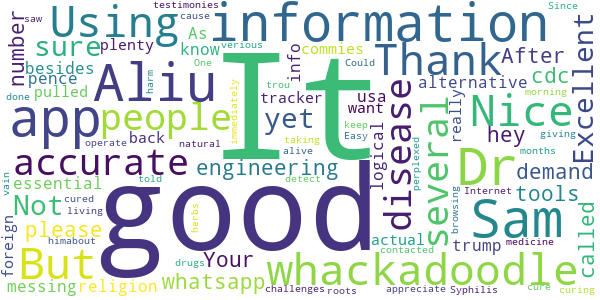 saw
testimonies
cause
Since
number
Using
information
As
plenty
sure
know
verious
One
info
commies
Could
Thank
After
cdc
besides
pence
done
pulled
harm
trou
alternative
Aliu
It
immediately
tracker
usa
want
really
morning
app
people
yet
logical
keep
Easy
taking
hey
Nice
giving
Excellent
operate
back
natural
alive
disease
several
accurate
engineering
perplexed
Dr
demand
essential
told
detect
months
Not
good
Sam
tools
vain
cured
living
Internet
foreign
please
Your
browsing
called
But
himabout
herbs
actual
trump
medicine
contacted
messing
religion
drugs
whatsapp
whackadoodle
challenges
roots
appreciate
Syphilis
cure
curing